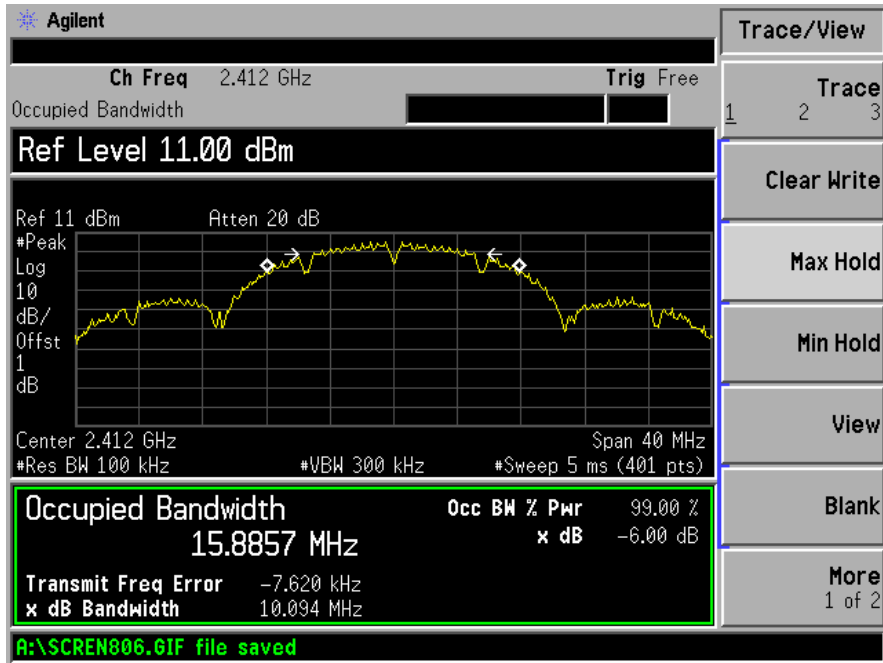 Agilent
Trace/View
Ch Freq 2.412 GHz Trig Free
Occupied Bandwidth
Trace
1 2 3
Ref Level 11.00 dBm
Clear Write
Ref 11 dBm Atten 20 dB
#Peak
Log
10
dB/
Offst
1
dB
Max Hold
Min Hold
Center 2.412 GHz Span 40 MHz
#Res BW 100 kHz #VBW 300 kHz #Sweep 5 ms (401 pts)
View
Occupied Bandwidth Occ BW % Pwr 99.00 %
15.8857 MHz x dB -6.00 dB
Blank
Transmit Freq Error -7.620 kHz
x dB Bandwidth 10.094 MHz
More
1 of 2
A:\SCREN806.GIF file saved